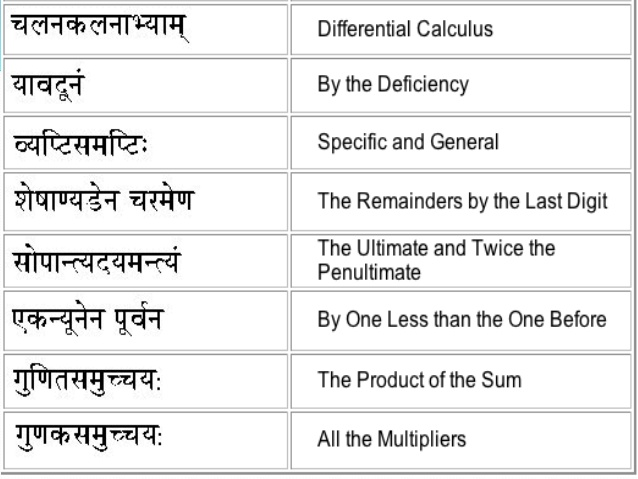 चलनकलनाभ्याम् Differential Calculus
यावदूनं By the Deficiency
व्यष्टिसमष्टिः Specific and General
शेषाण्यडेन चरमेण The Remainders by the Last Digit
सोपान्त्यदयमन्त्यं The Ultimate and Twice the
Penultimate
एकन्यूनेन पूर्वन By One Less than the One Before
गुणितसमुच्चयः The Product of the Sum
गुणकसमुच्चयः All the Multipliers